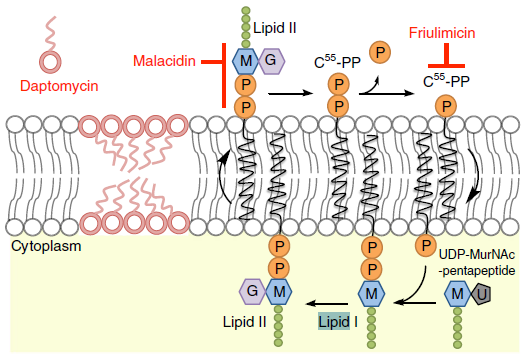 Lipid II
Friulimicin
Malacidin
M G
C55-PP
P
C55-PP
Daptomycin
P
P
P
P
P
P
Cytoplasm
P
P
P
UDP-MurNAc
-pentapeptide
P
P
G M
M
M U
Lipid II
Lipid I